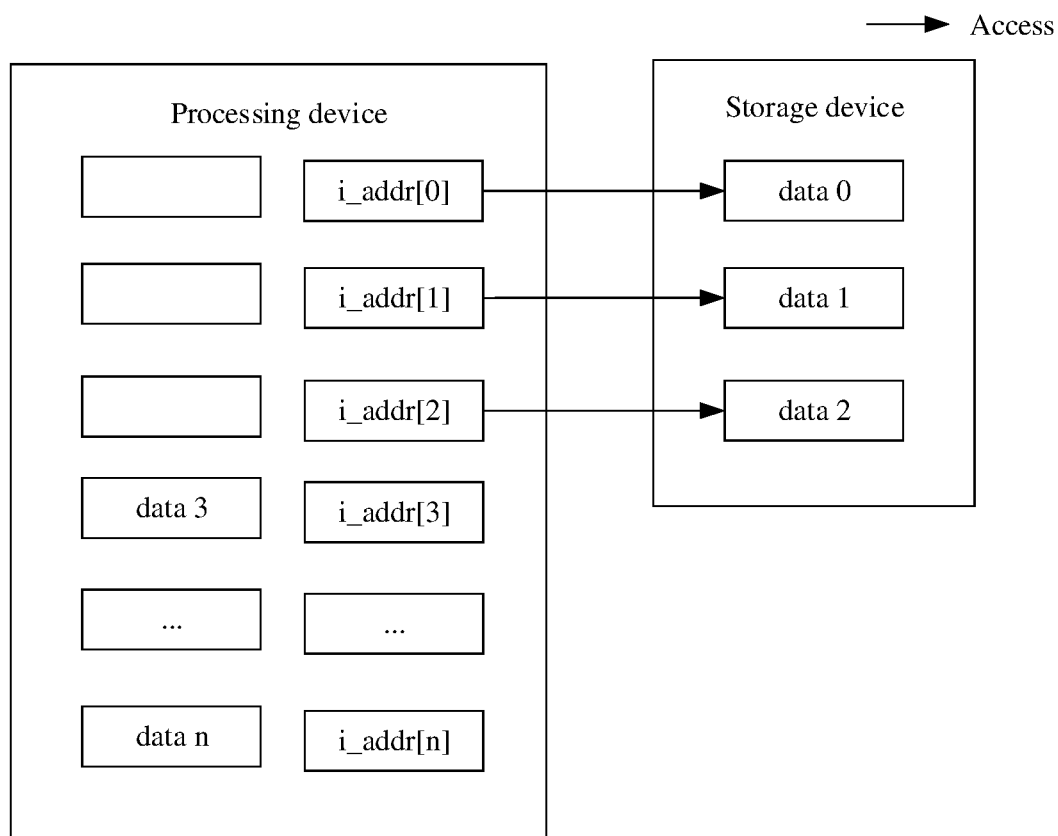 Access
Processing device
Storage device
i_addr[0]
data 0
i_addr[1]
data 1
i_addr[2]
data 2
data 3
i_addr[3]
...
...
data n
i_addr[n]